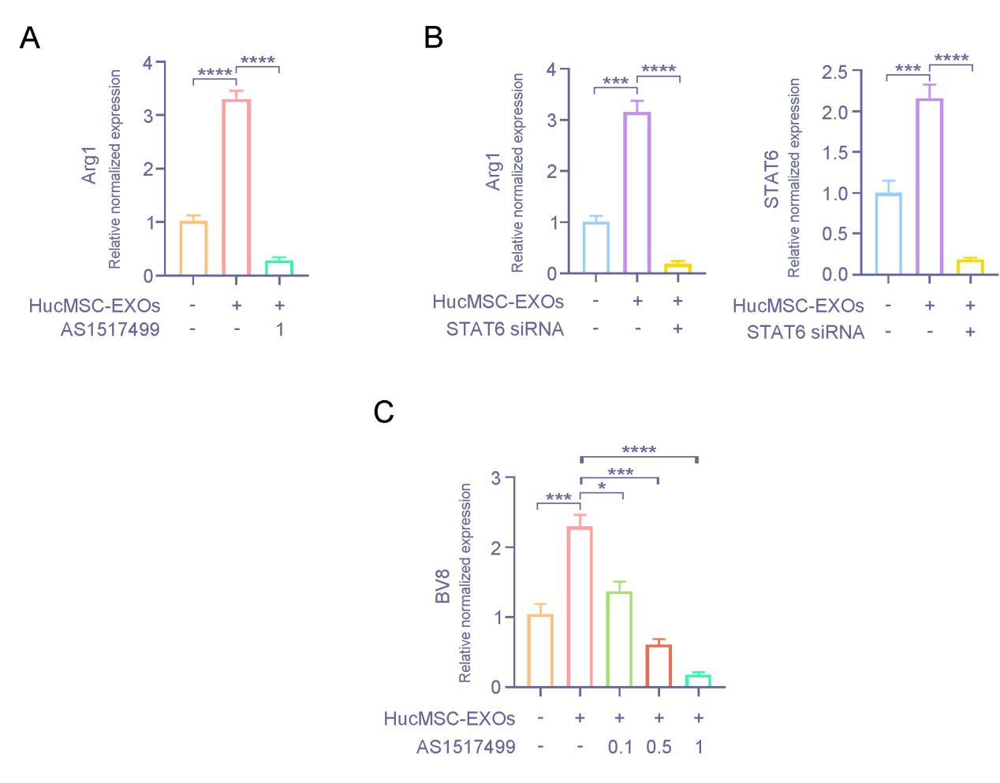 A
Arg1
Relative normalized expression
4
3
2
1
0
****
****
HucMSC-EXOs - + +
AS1517499 - - 1
B
Arg1
Relative normalized expression
4
3
2
1
0
***
****
HucMSC-EXOs - + +
STAT6 siRNA - - +
STAT6
Relative normalized expression
2.5
2.0
1.5
1.0
0.5
0.0
***
****
HucMSC-EXOs - + +
STAT6 siRNA - - +
C
BV8
Relative normalized expression
3
2
1
0
****
***
*
***
HucMSC-EXOs - + + + +
AS1517499 - - 0.1 0.5 1